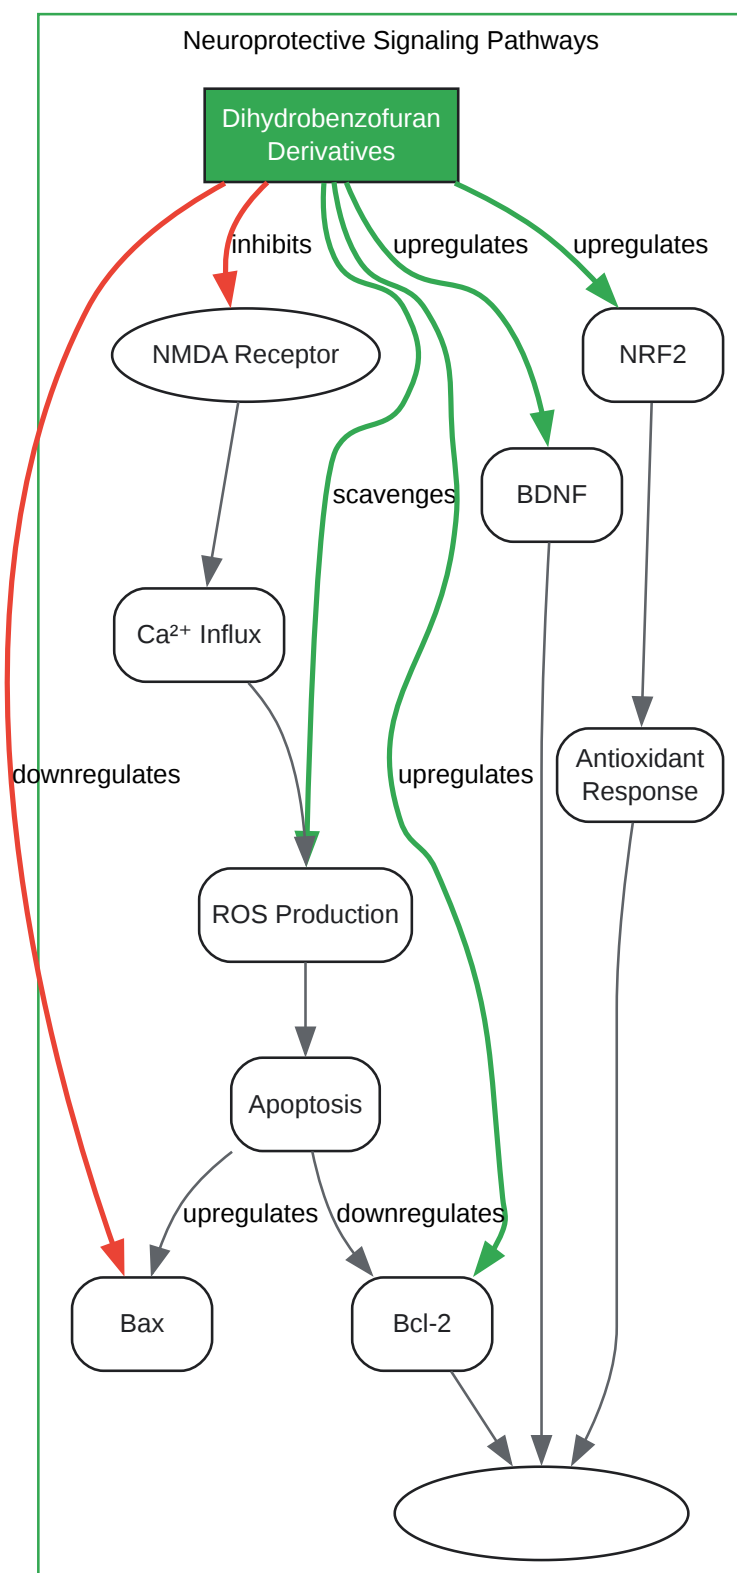 Neuroprotective Signaling Pathways
Dihydrobenzofuran
Derivatives
inhibits
upregulates
upregulates
NMDA Receptor
NRF2
scavenges
BDNF
Ca²⁺ Influx
downregulates
upregulates
Antioxidant
Response
ROS Production
Apoptosis
upregulates
downregulates
Bax
Bcl-2